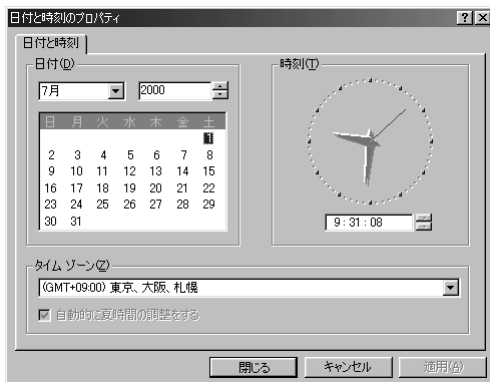 日付と時刻のプロパティ
日付と時刻
日付(D)
7月
2000
日 月 火 水 木 金 土
1
2 3 4 5 6 7 8
9 10 11 12 13 14 15
16 17 18 19 20 21 22
23 24 25 26 27 28 29
30 31
時刻(T)
9:31:08
タイム ゾーン(Z)
(GMT+09:00) 東京、大阪、札幌
自動的に夏時間の調整をする
閉じる
キャンセル
適用(A)